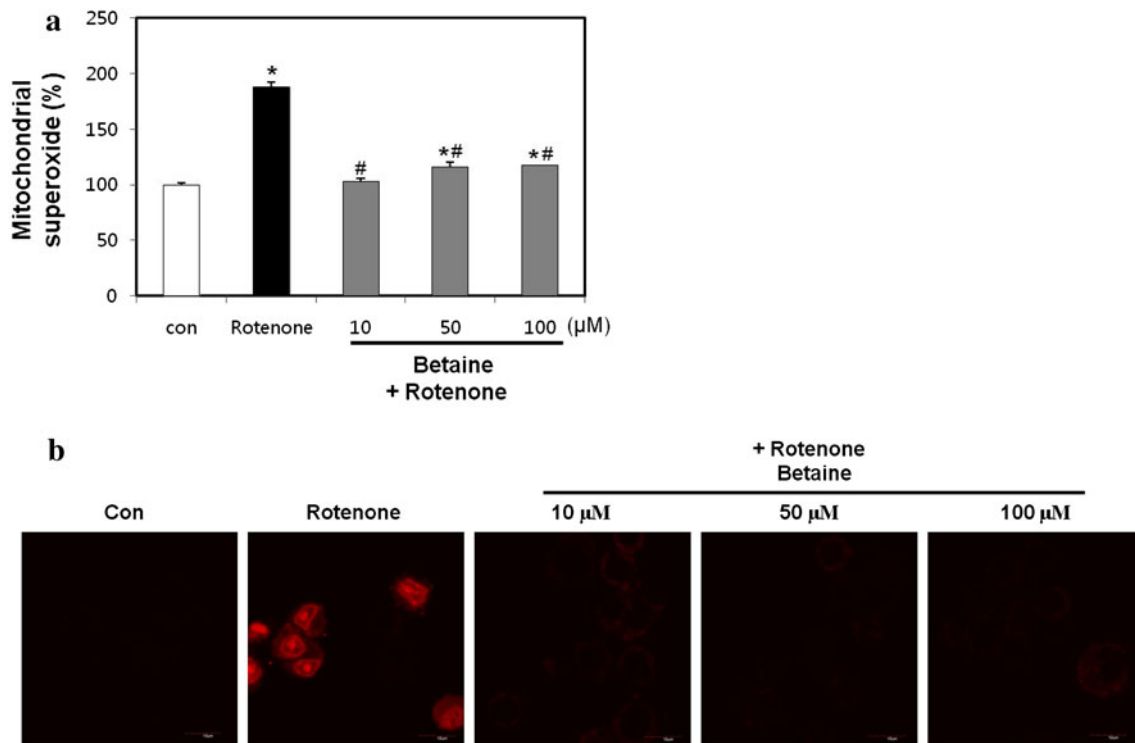 a
250
200
150
100
50
0
Mitochondrial
superoxide (%)
*
#
*#
*#
con Rotenone 10 50 100 (µM)
Betaine
+ Rotenone
b
+ Rotenone
Betaine
Con Rotenone 10 µM 50 µM 100 µM